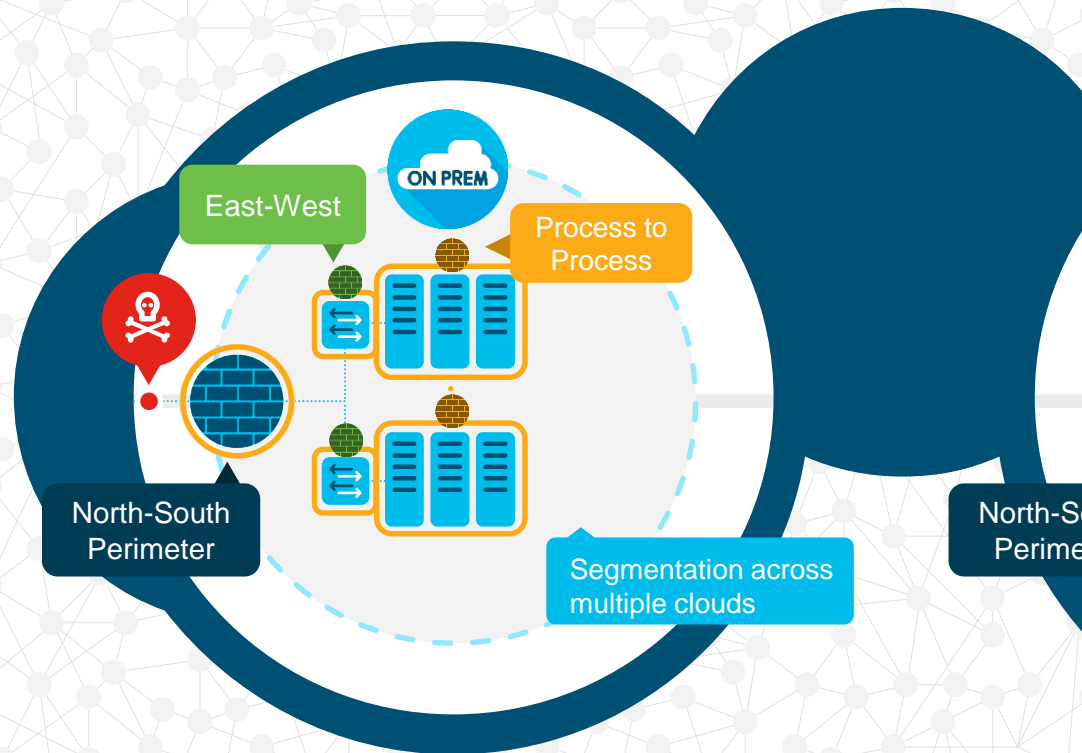 ON PREM
East-West
Process to
Process
North-South
Perimeter
Segmentation across
multiple clouds